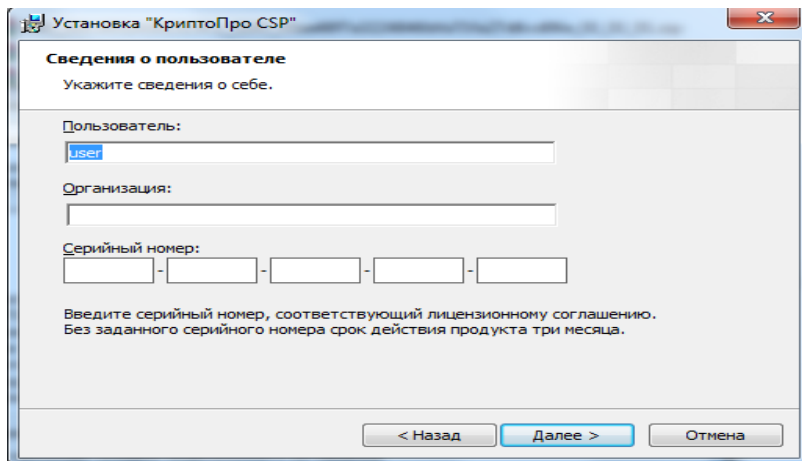 Установка "КриптоПро CSP"
Сведения о пользователе
Укажите сведения о себе.
Пользователь:
user
Организация:
Серийный номер:
- - - -
Введите серийный номер, соответствующий лицензионному соглашению.
Без заданного серийного номера срок действия продукта три месяца.
< Назад Далее > Отмена